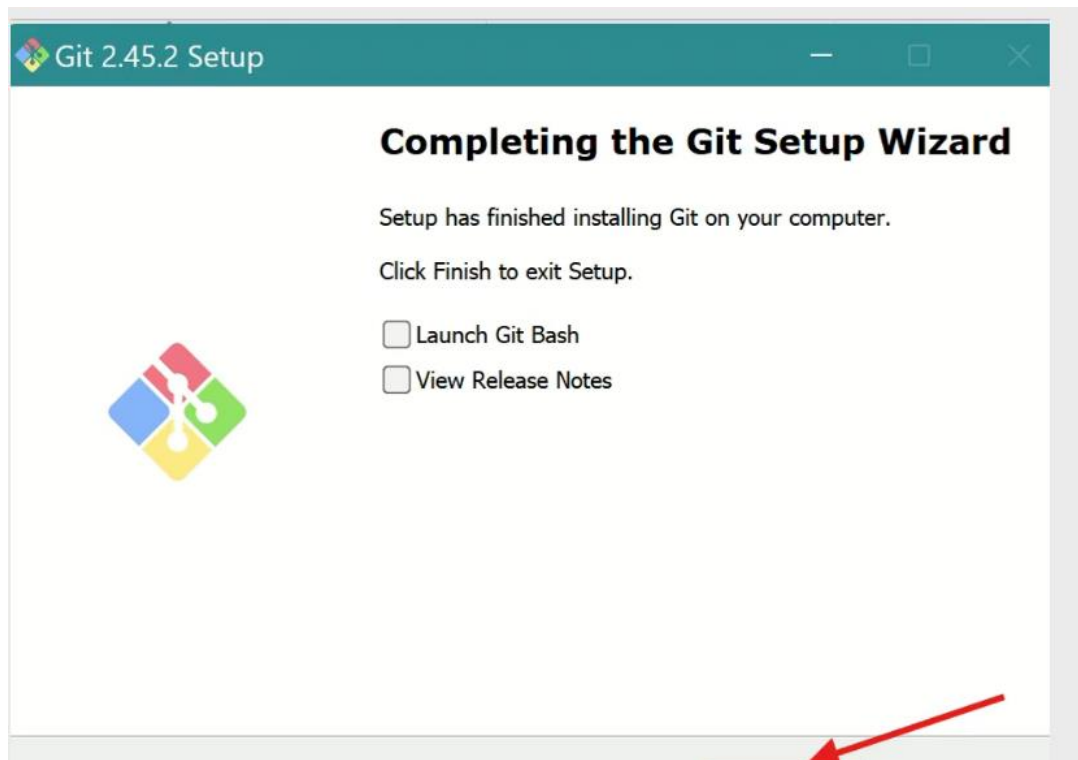 Git 2.45.2 Setup
Completing the Git Setup Wizard
Setup has finished installing Git on your computer.
Click Finish to exit Setup.
Launch Git Bash
View Release Notes